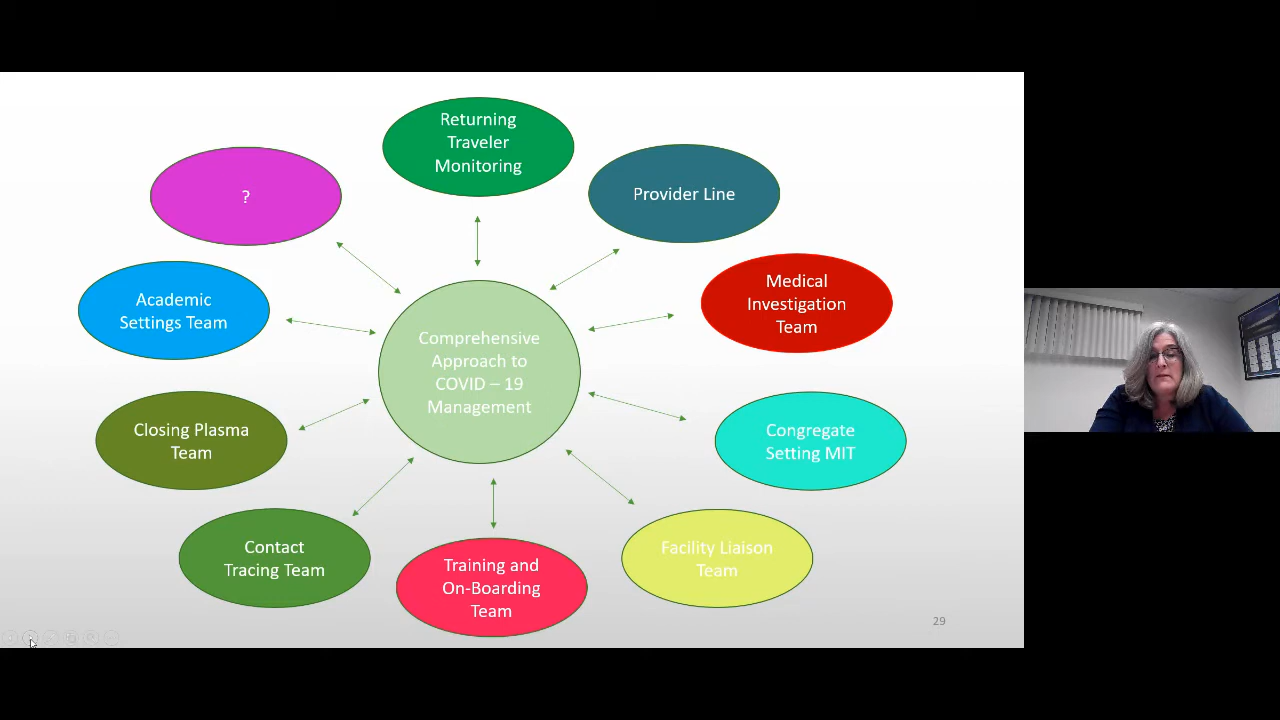 Returning
Traveler
Monitoring
?
Provider Line
Academic
Settings Team
Medical
Investigation
Team
Comprehensive
Approach to
COVID – 19
Management
Closing Plasma
Team
Congregate
Setting MIT
Contact
Tracing Team
Training and
On-Boarding
Team
Facility Liaison
Team
29